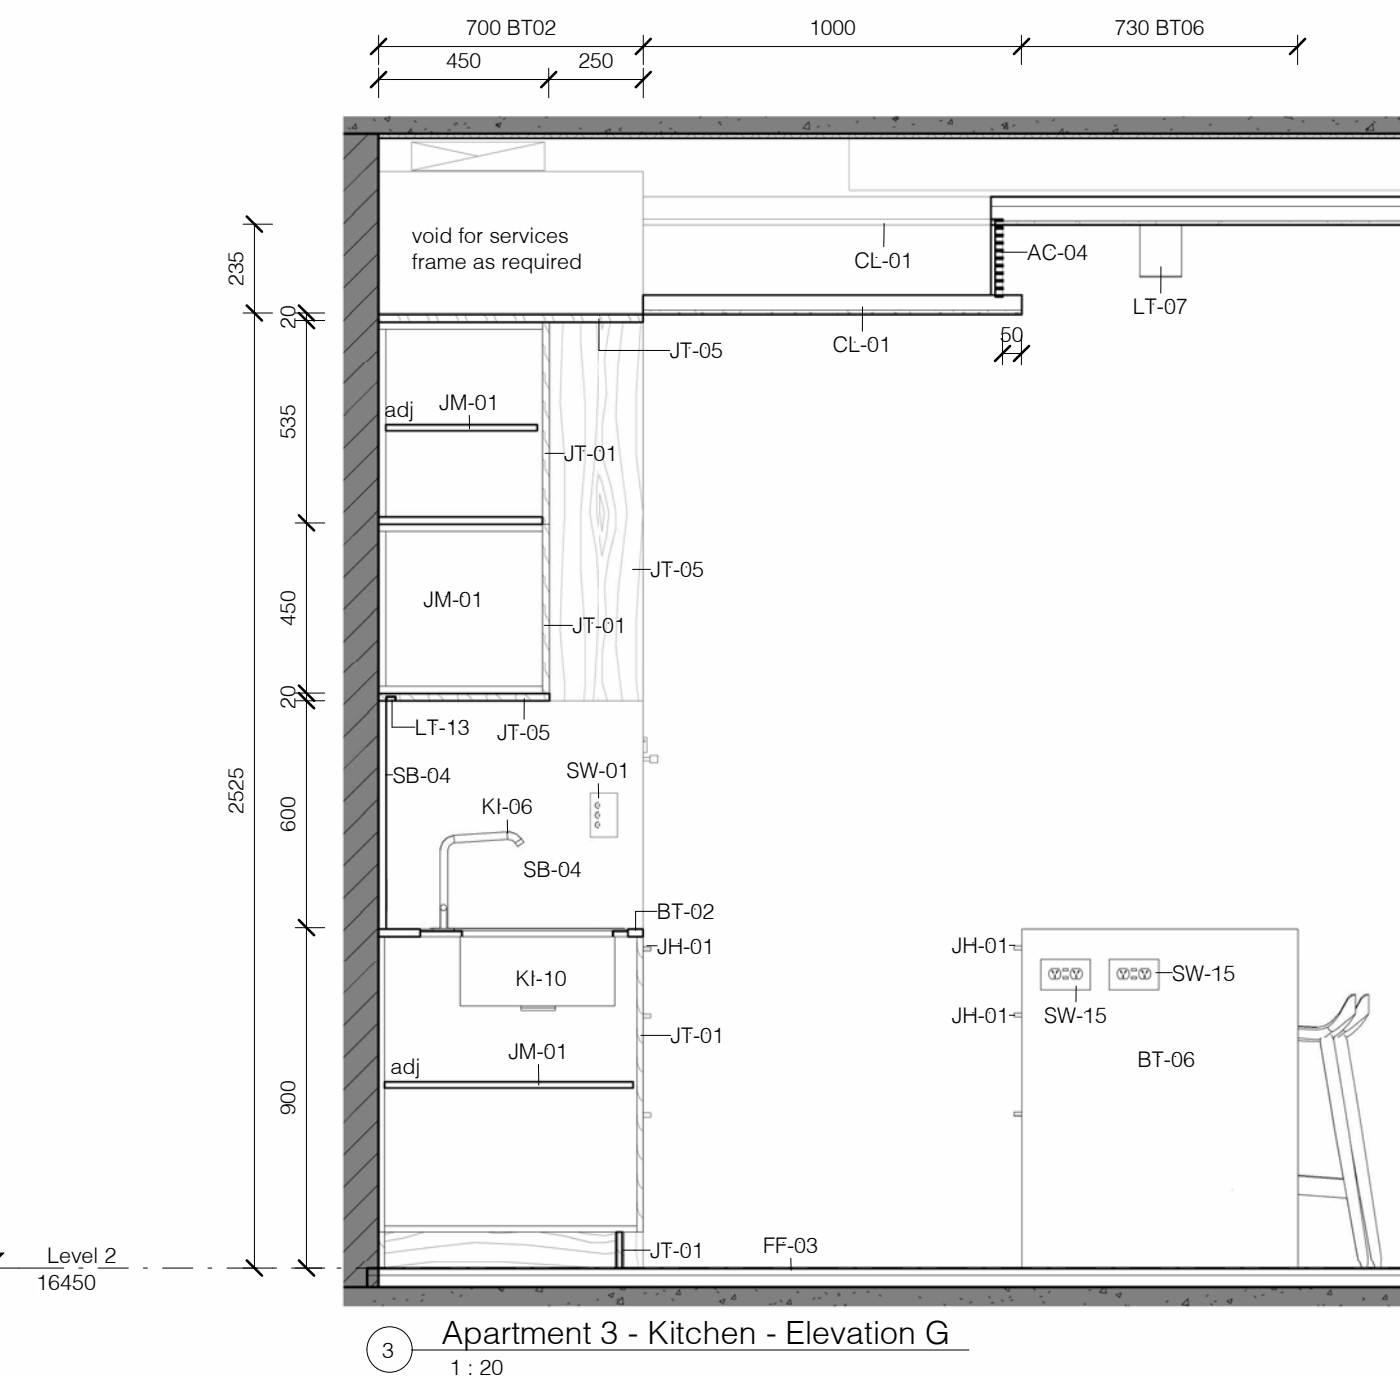 700 BT02
1000
730 BT06
450
250
void for services
frame as required
235
CL-01
AC-04
LT-07
20
CL-01
50
JT-05
adj
JM-01
535
JT-01
JT-05
450
JM-01
JT-01
20
LT-13
JT-05
SB-04
SW-01
2525
600
KI-06
SB-04
BT-02
JH-01
JH-01
KI-10
SW-15
JH-01
SW-15
JT-01
JM-01
adj
BT-06
900
JT-01
FF-03
Level 2
16450
3
Apartment 3 - Kitchen - Elevation G
1 : 20